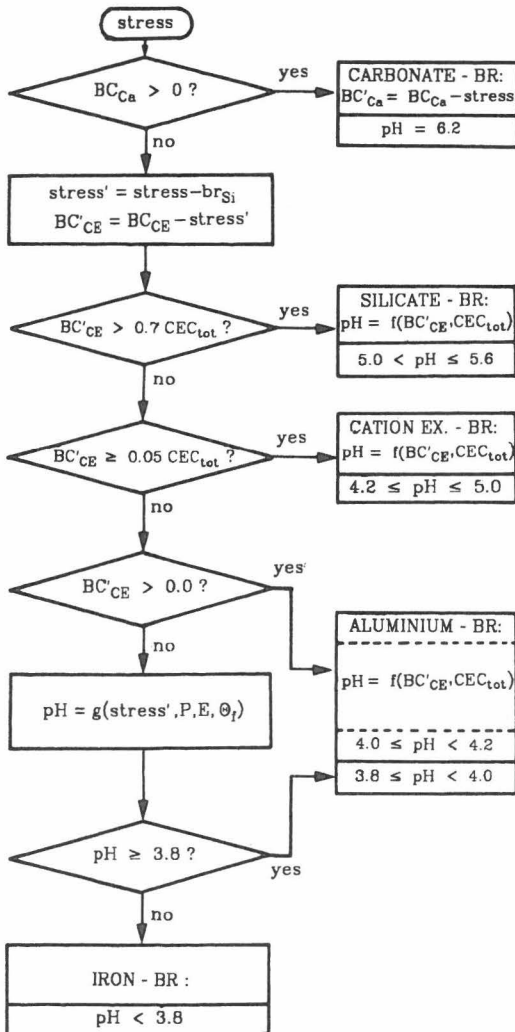 stress
BC_Ca > 0 ?
yes
CARBONATE - BR:
BC'_Ca = BC_Ca - stress
pH = 6.2
no
stress' = stress-br_Si
BC'_CE = BC_CE - stress'
BC'_CE > 0.7 CEC_tot ?
yes
SILICATE - BR:
pH = f(BC'_CE, CEC_tot)
5.0 < pH ≤ 5.6
no
BC'_CE ≥ 0.05 CEC_tot ?
yes
CATION EX. - BR:
pH = f(BC'_CE, CEC_tot)
4.2 ≤ pH ≤ 5.0
no
BC'_CE > 0.0 ?
yes
ALUMINIUM - BR:
pH = f(BC'_CE, CEC_tot)
4.0 ≤ pH < 4.2
3.8 ≤ pH < 4.0
no
pH = g(stress', P, E, Θ_f)
pH ≥ 3.8 ?
yes
no
IRON - BR :
pH < 3.8